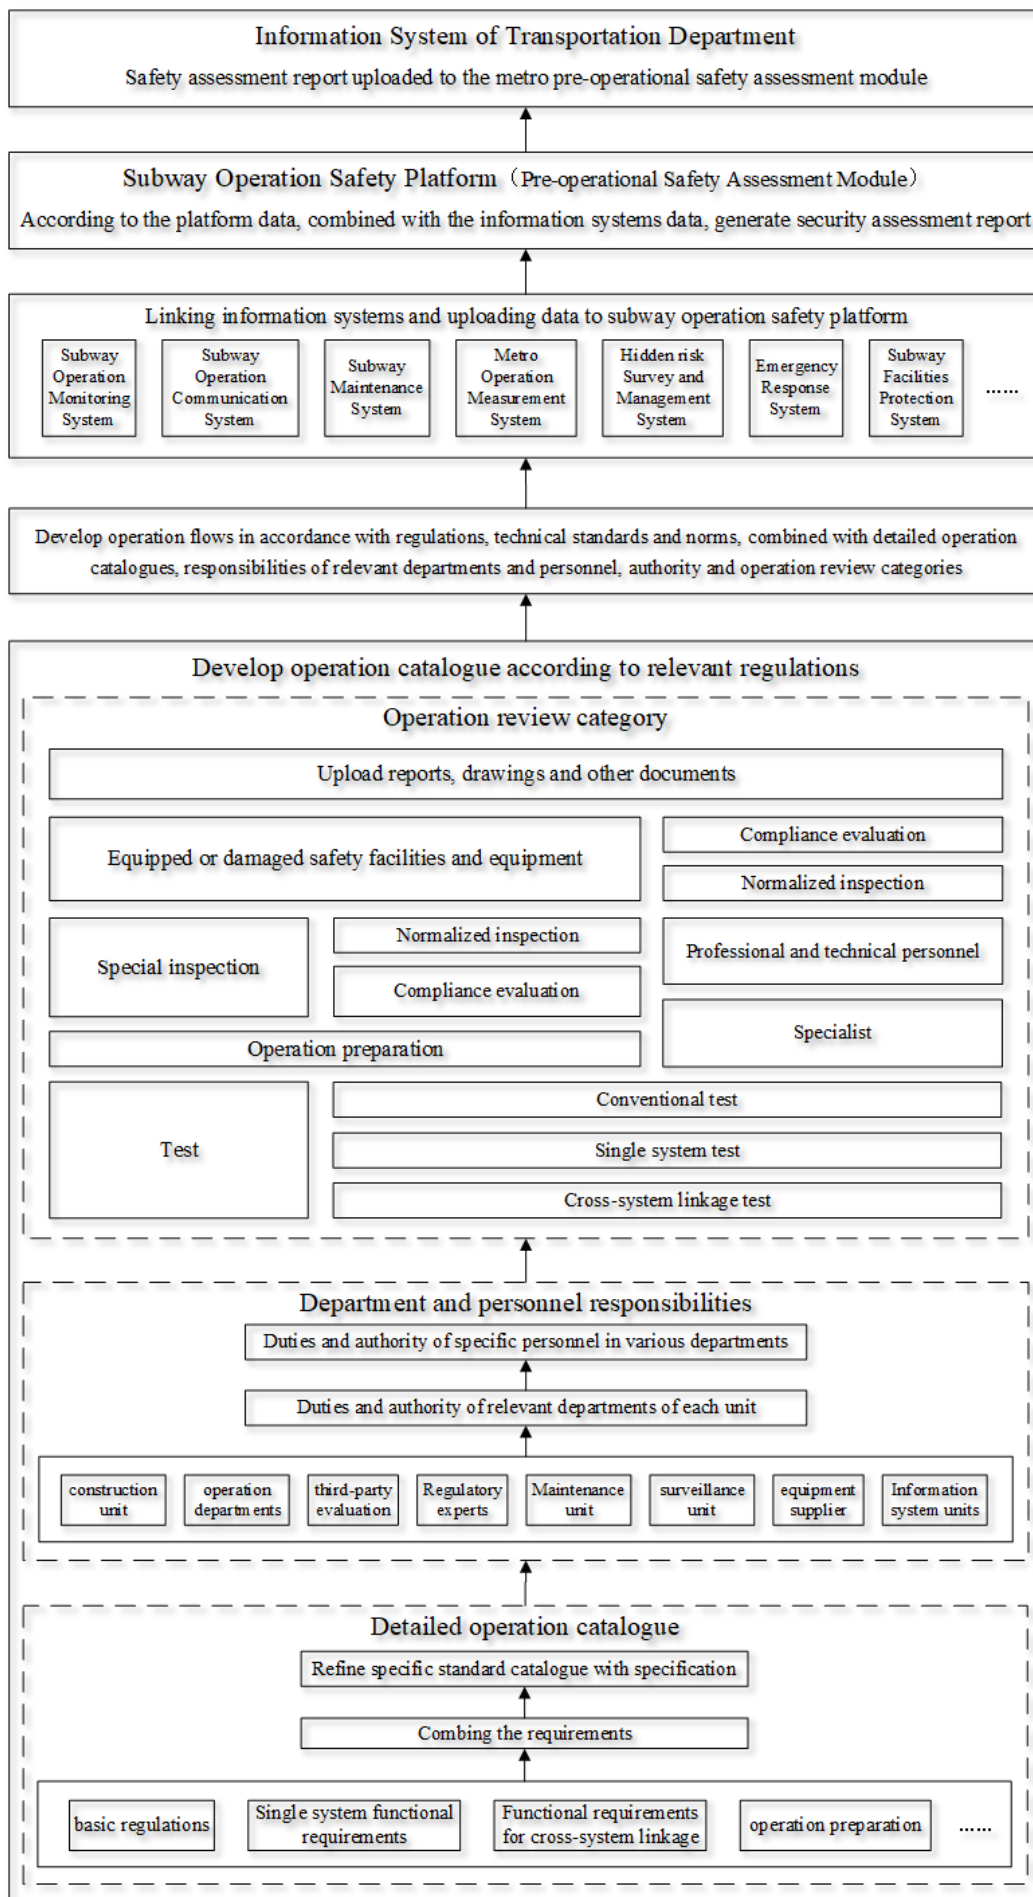 Information System of Transportation Department
Safety assessment report uploaded to the metro pre-operational safety assessment module
Subway Operation Safety Platform（Pre-operational Safety Assessment Module）
According to the platform data, combined with the information systems data, generate security assessment report
Linking information systems and uploading data to subway operation safety platform
Subway
Operation
Monitoring
System
Subway
Operation
Communication
System
Subway
Maintenance
System
Metro
Operation
Measurement
System
Hidden risk
Survey and
Management
System
Emergency
Response
System
Subway
Facilities
Protection
System
……
Develop operation flows in accordance with regulations, technical standards and norms, combined with detailed operation
catalogues, responsibilities of relevant departments and personnel, authority and operation review categories
Develop operation catalogue according to relevant regulations
Operation review category
Upload reports, drawings and other documents
Equipped or damaged safety facilities and equipment
Compliance evaluation
Normalized inspection
Special inspection
Normalized inspection
Compliance evaluation
Professional and technical personnel
Specialist
Operation preparation
Test
Conventional test
Single system test
Cross-system linkage test
Department and personnel responsibilities
Duties and authority of specific personnel in various departments
Duties and authority of relevant departments of each unit
construction
unit
operation
departments
third-party
evaluation
Regulatory
experts
Maintenance
unit
surveillance
unit
equipment
supplier
Information
system units
Detailed operation catalogue
Refine specific standard catalogue with specification
Combing the requirements
basic regulations
Single system functional
requirements
Functional requirements
for cross-system linkage
operation preparation
……